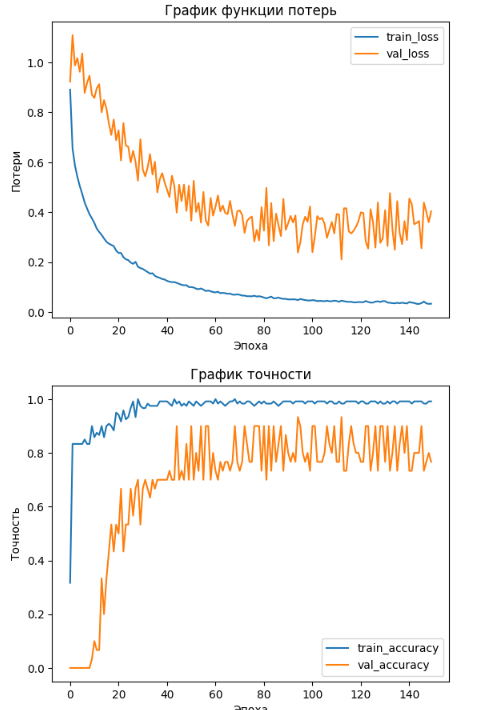 График функции потерь
train_loss
val_loss
Потери
1.0
0.8
0.6
0.4
0.2
0.0
0 20 40 60 80 100 120 140
Эпоха
График точности
Точность
1.0
0.8
0.6
0.4
0.2
0.0
train_accuracy
val_accuracy
0 20 40 60 80 100 120 140
Эпоха